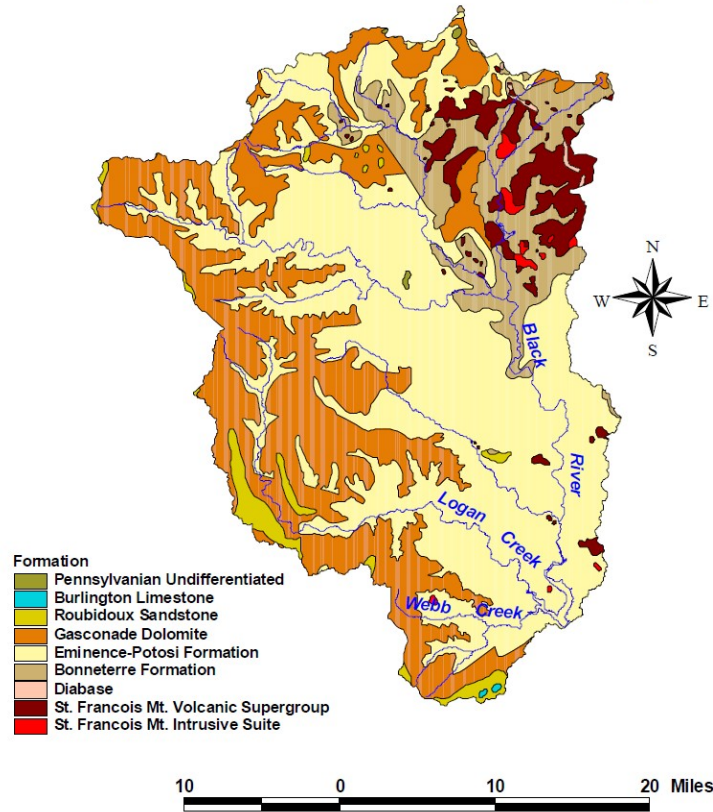 N
W E
S
Black
River
Logan
Creek
Webb Creek
Formation
Pennsylvanian Undifferentiated
Burlington Limestone
Roubidoux Sandstone
Gasconade Dolomite
Eminence-Potosi Formation
Bonneterre Formation
Diabase
St. Francois Mt. Volcanic Supergroup
St. Francois Mt. Intrusive Suite
10 0 10 20 Miles